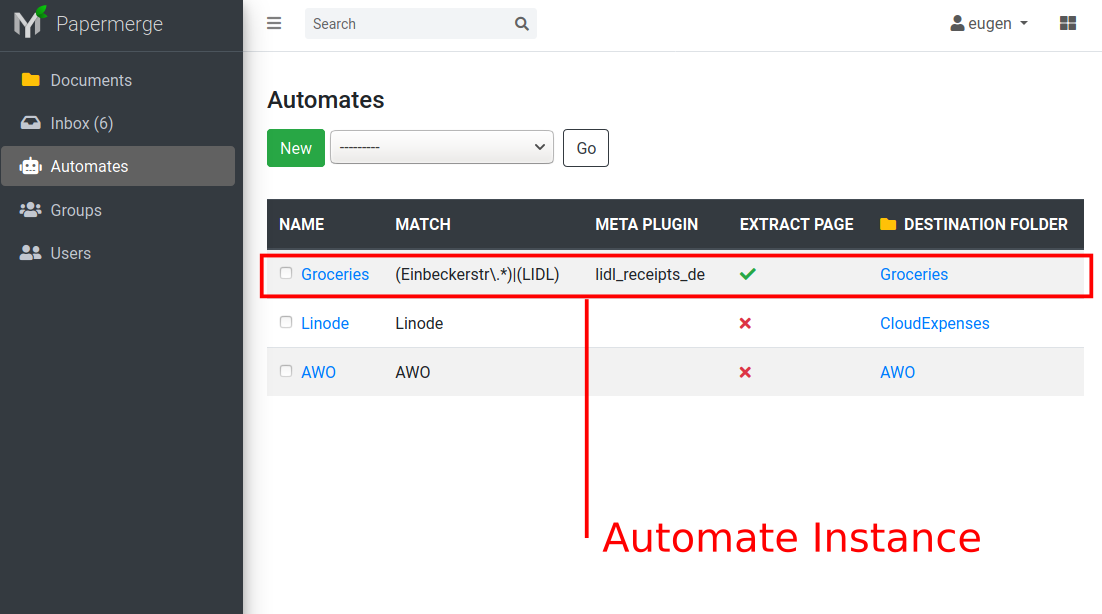 Papermerge
Search
eugen
Documents
Inbox (6)
Automates
Groups
Users
Automates
New
---------
Go
NAME MATCH META PLUGIN EXTRACT PAGE DESTINATION FOLDER
Groceries (Einbeckerstr\.*)|(LIDL) lidl_receipts_de Groceries
Linode Linode CloudExpenses
AWO AWO AWO
Automate Instance